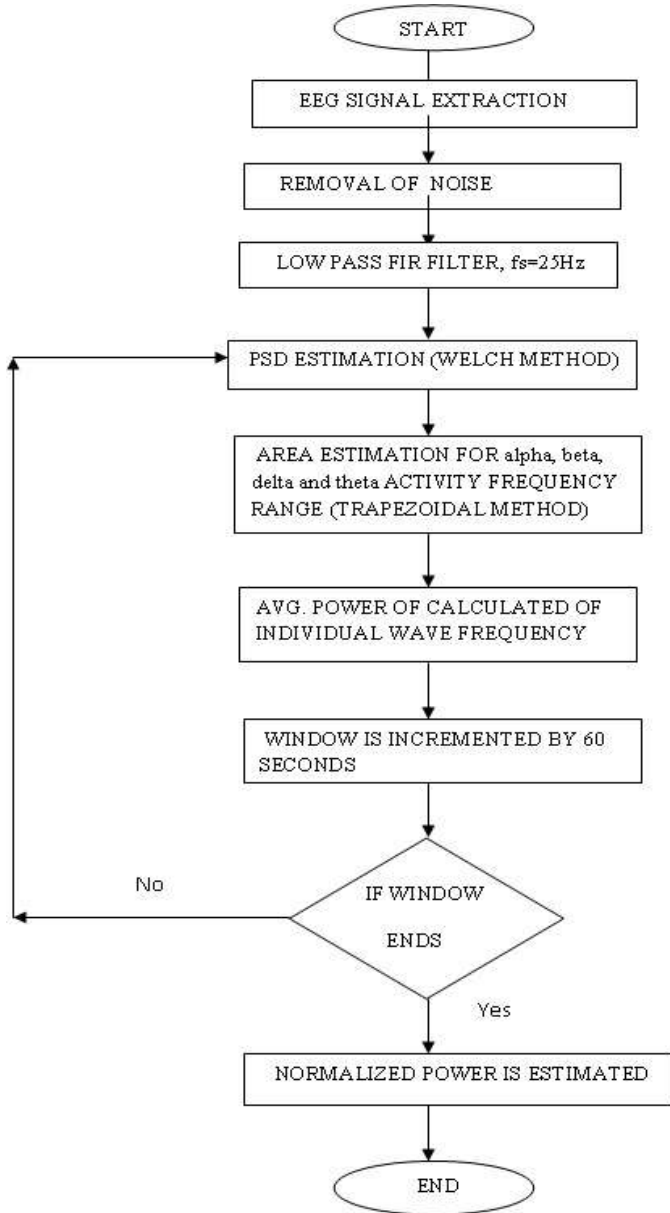 START
EEG SIGNAL EXTRACTION
REMOVAL OF NOISE
LOW PASS FIR FILTER, fs=25Hz
PSD ESTIMATION (WELCH METHOD)
AREA ESTIMATION FOR alpha, beta,
delta and theta ACTIVITY FREQUENCY
RANGE (TRAPEZOIDAL METHOD)
AVG. POWER OF CALCULATED OF
INDIVIDUAL WAVE FREQUENCY
WINDOW IS INCREMENTED BY 60
SECONDS
No
IF WINDOW
ENDS
Yes
NORMALIZED POWER IS ESTIMATED
END